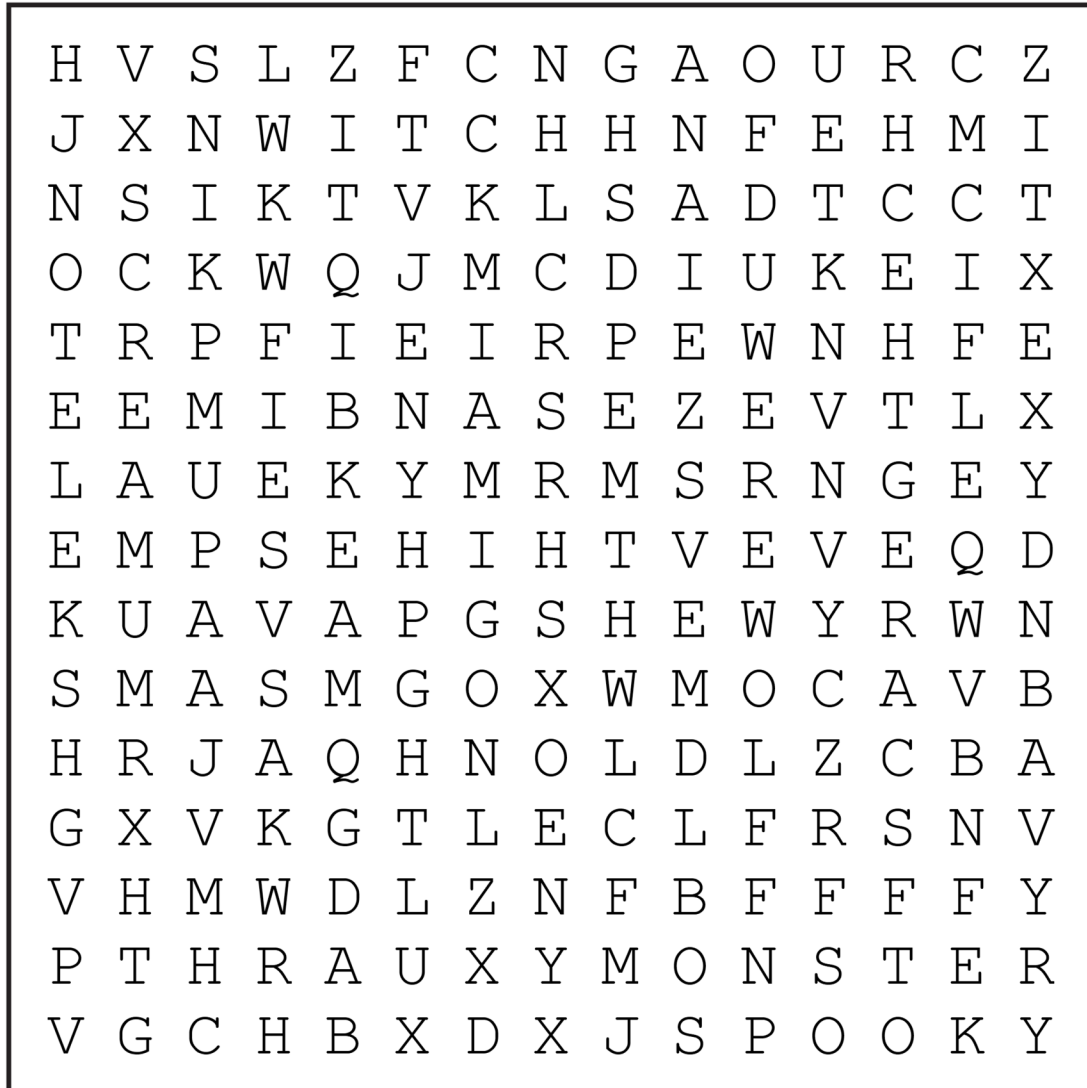 H V S L Z F C N G A O U R C Z
J X N W I T C H H N F E H M I
N S I K T V K L S A D T C C T
O C K W Q J M C D I U K E I X
T R P F I E I R P E W N H F E
E E M I B N A S E Z E V T L X
L A U E K Y M R M S R N G E Y
E M P S E H I H T V E V E Q D
K U A V A P G S H E W Y R W N
S M A S M G O X W M O C A V B
H R J A Q H N O L D L Z C B A
G X V K G T L E C L F R S N V
V H M W D L Z N F B F F F F Y
P T H R A U X Y M O N S T E R
V G C H B X D X J S P O O K Y